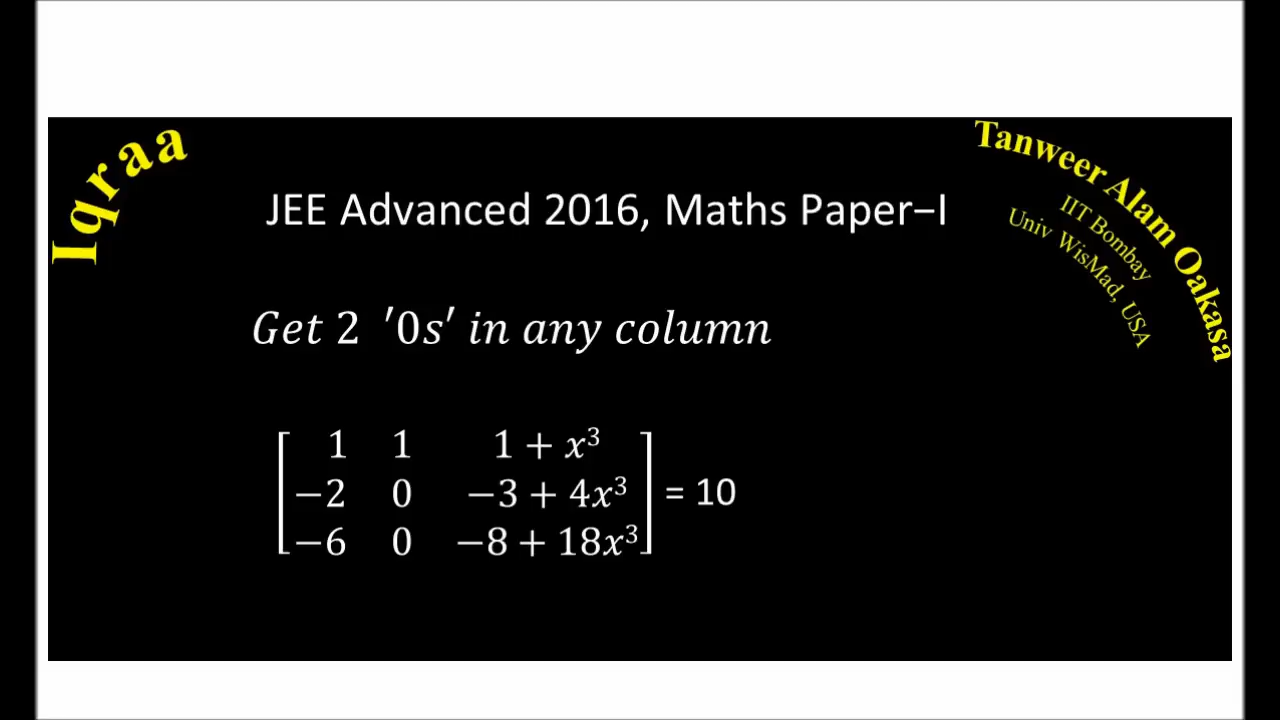 Iqraa
Tanweer Alam Oakasa
IIT Bombay
Univ WisMad, USA
JEE Advanced 2016, Maths Paper–I
Get 2 ′0s′ in any column
1 1 1 + x³
−2 0 −3 + 4x³ = 10
−6 0 −8 + 18x³